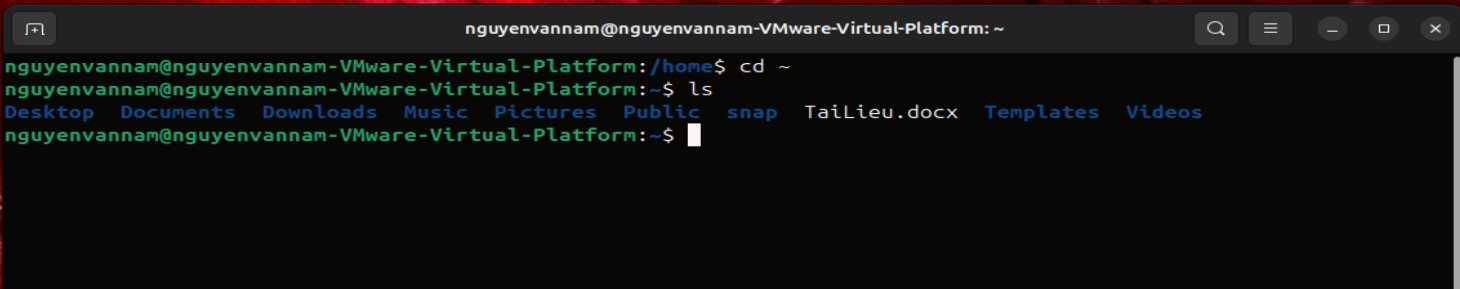 nguyenvannam@nguyenvannam-VMware-Virtual-Platform: ~
nguyenvannam@nguyenvannam-VMware-Virtual-Platform:/home$ cd ~
nguyenvannam@nguyenvannam-VMware-Virtual-Platform:~$ ls
Desktop Documents Downloads Music Pictures Public snap TaiLieu.docx Templates Videos
nguyenvannam@nguyenvannam-VMware-Virtual-Platform:~$